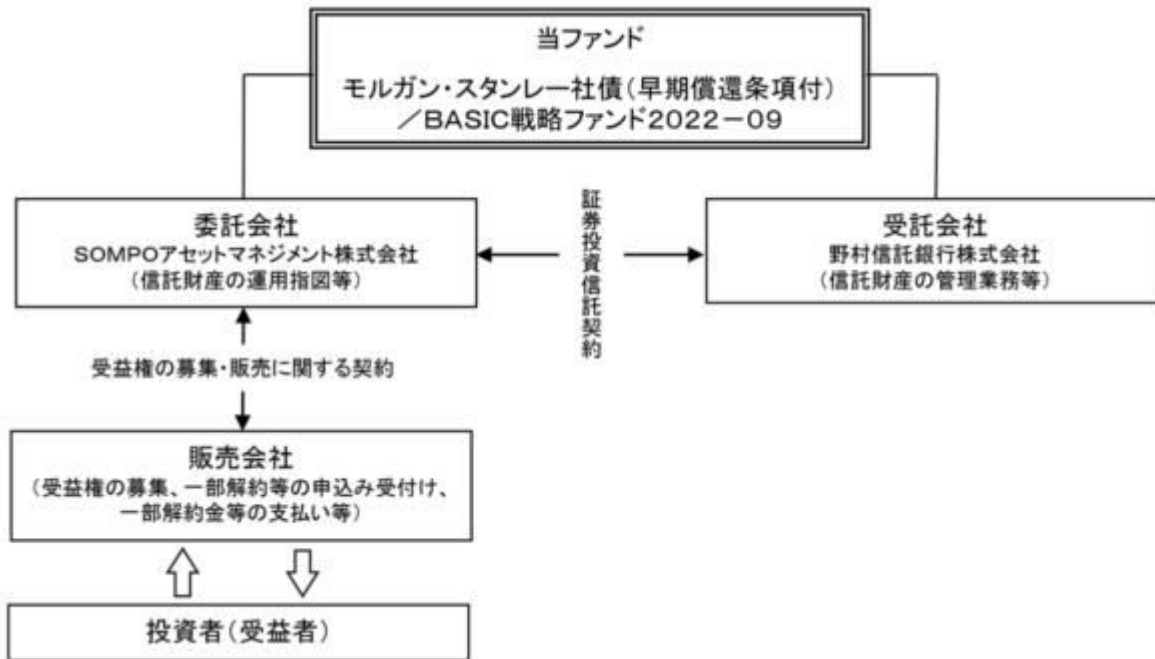 当ファンド
モルガン・スタンレー社債(早期償還条項付)
/BASIC戦略ファンド2022-09
委託会社
SOMPOアセットマネジメント株式会社
(信託財産の運用指図等)
証券投資信託契約
受託会社
野村信託銀行株式会社
(信託財産の管理業務等)
受益権の募集・販売に関する契約
販売会社
(受益権の募集、一部解約等の申込み受付け、
一部解約金等の支払い等)
投資者(受益者)